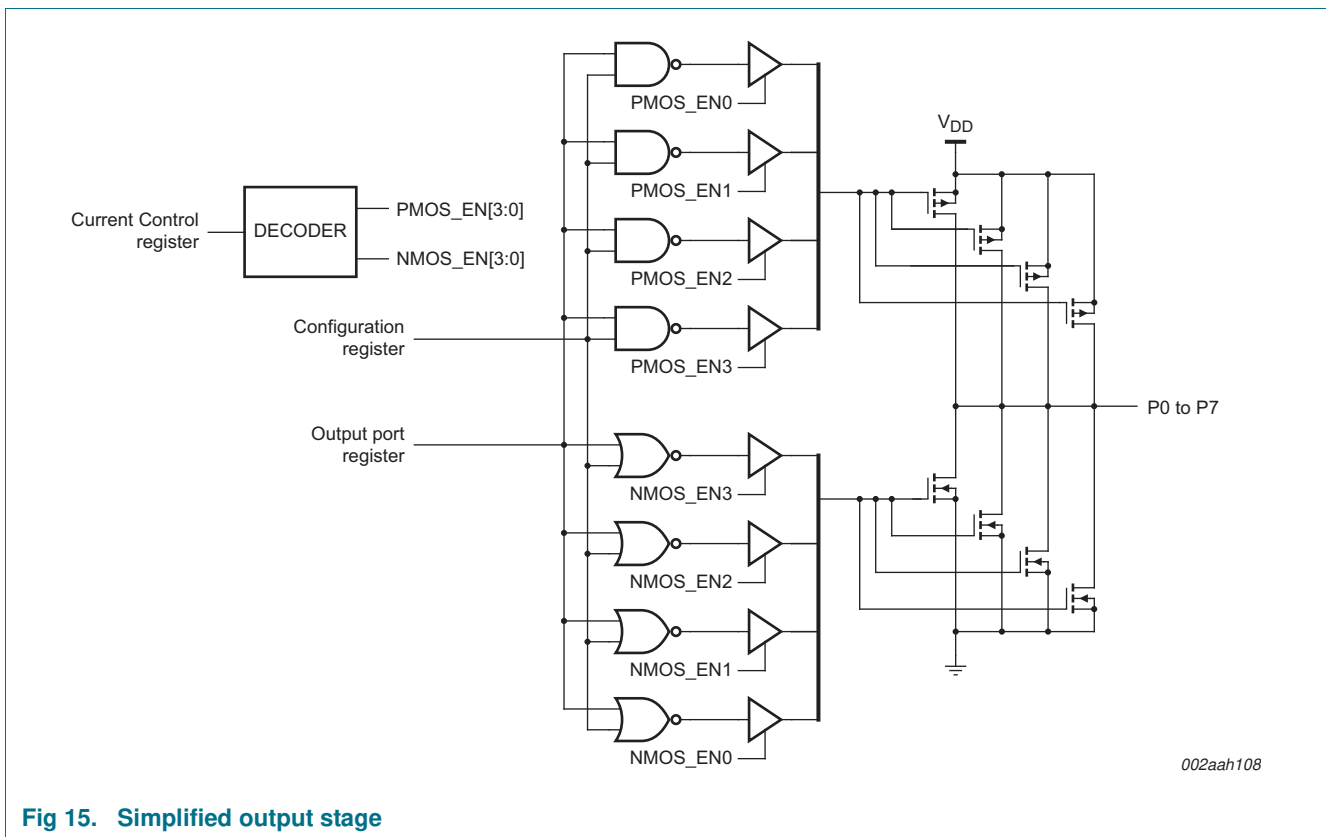 PMOS_EN0
V_DD
PMOS_EN1
Current Control
register
DECODER
PMOS_EN[3:0]
NMOS_EN[3:0]
PMOS_EN2
Configuration
register
PMOS_EN3
P0 to P7
Output port
register
NMOS_EN3
NMOS_EN2
NMOS_EN1
NMOS_EN0
002aah108
Fig 15. Simplified output stage